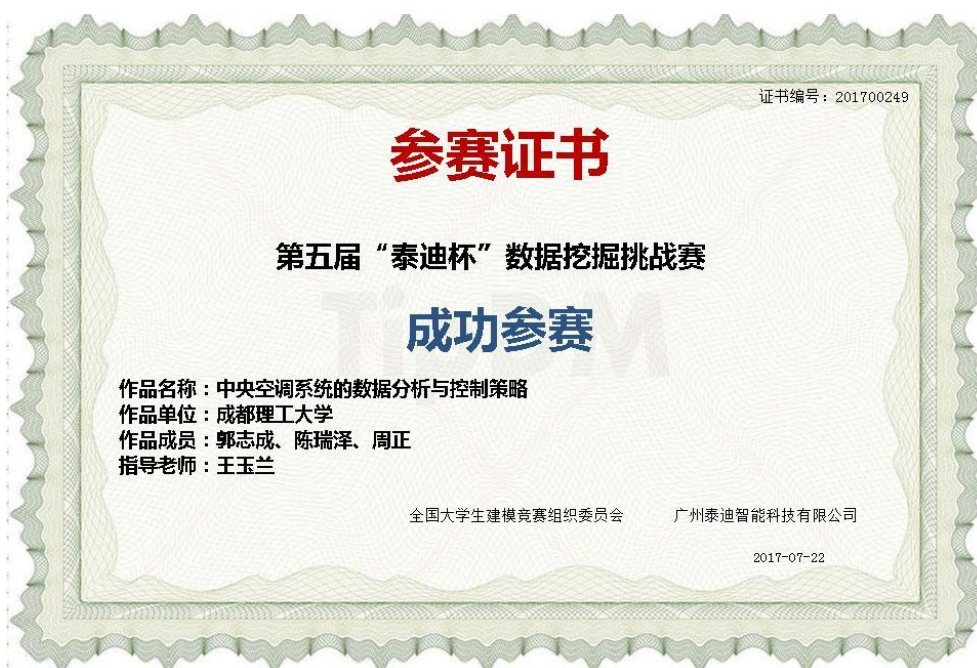 证书编号：201700249
参赛证书
第五届“泰迪杯”数据挖掘挑战赛
TipDM
成功参赛
作品名称：中央空调系统的数据分析与控制策略
作品单位：成都理工大学
作品成员：郭志成、陈瑞泽、周正
指导老师：王玉兰
全国大学生建模竞赛组织委员会 广州泰迪智能科技有限公司
2017-07-22